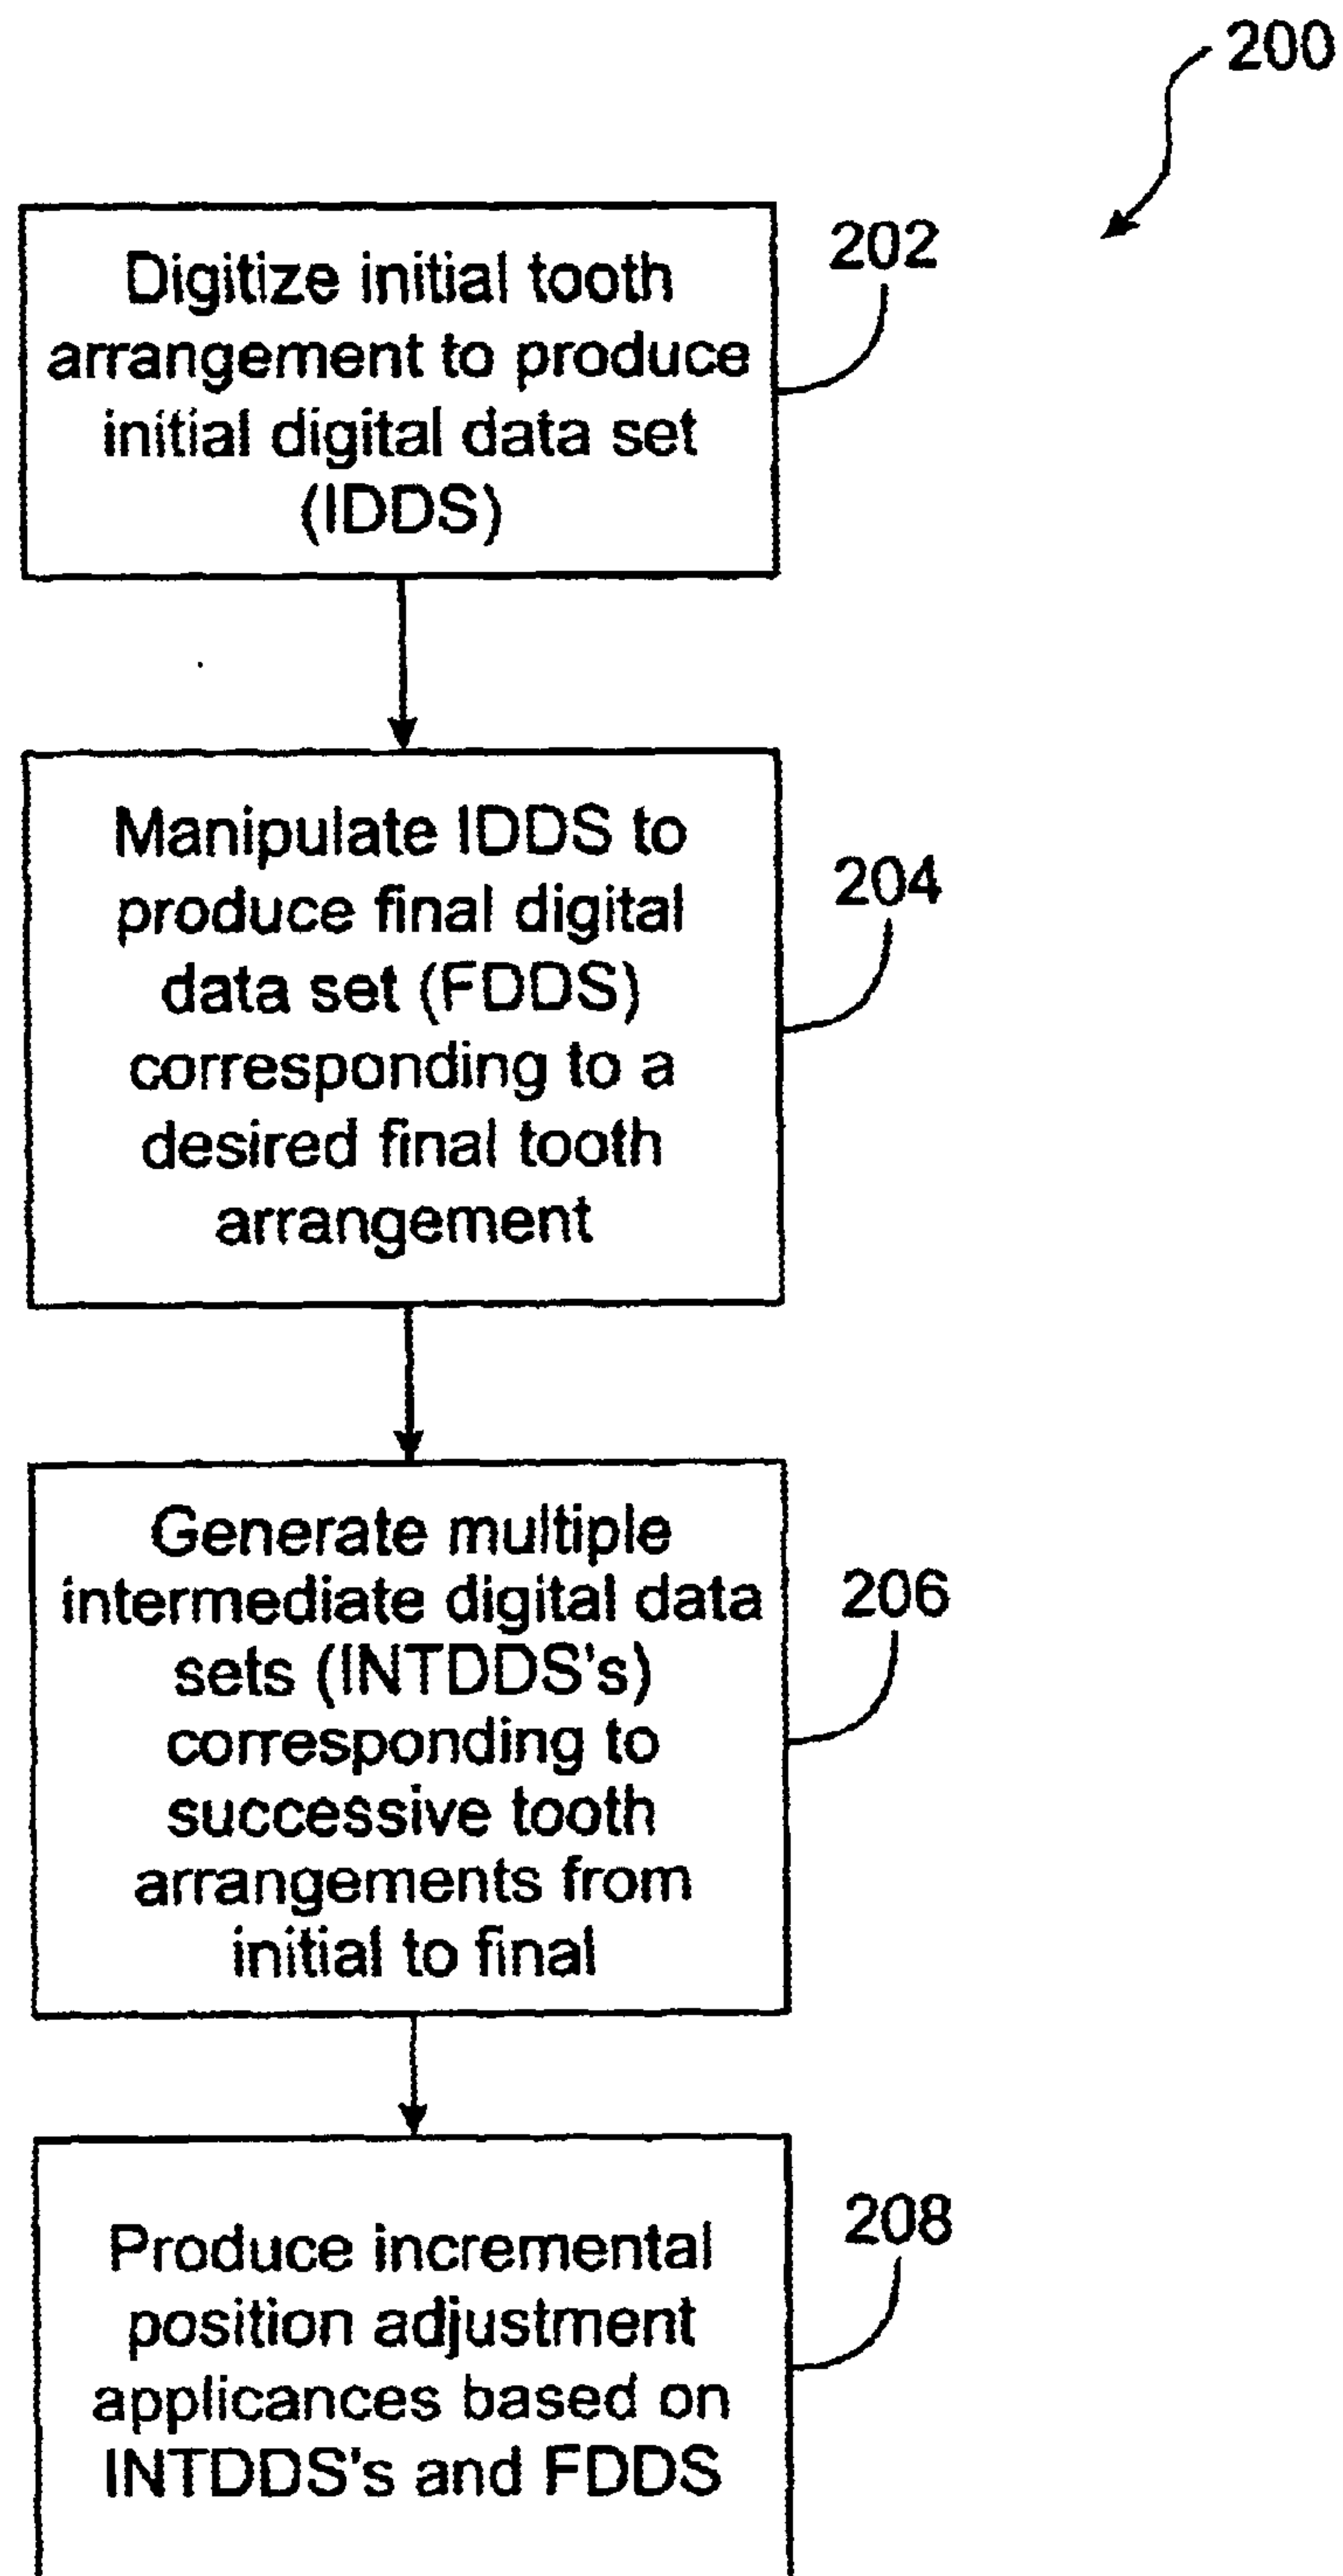 200
Digitize initial tooth
arrangement to produce
initial digital data set
(IDDS)
202
Manipulate IDDS to
produce final digital
data set (FDDS)
corresponding to a
desired final tooth
arrangement
204
Generate multiple
intermediate digital data
sets (INTDDS's)
corresponding to
successive tooth
arrangements from
initial to final
206
Produce incremental
position adjustment
applicances based on
INTDDS's and FDDS
208